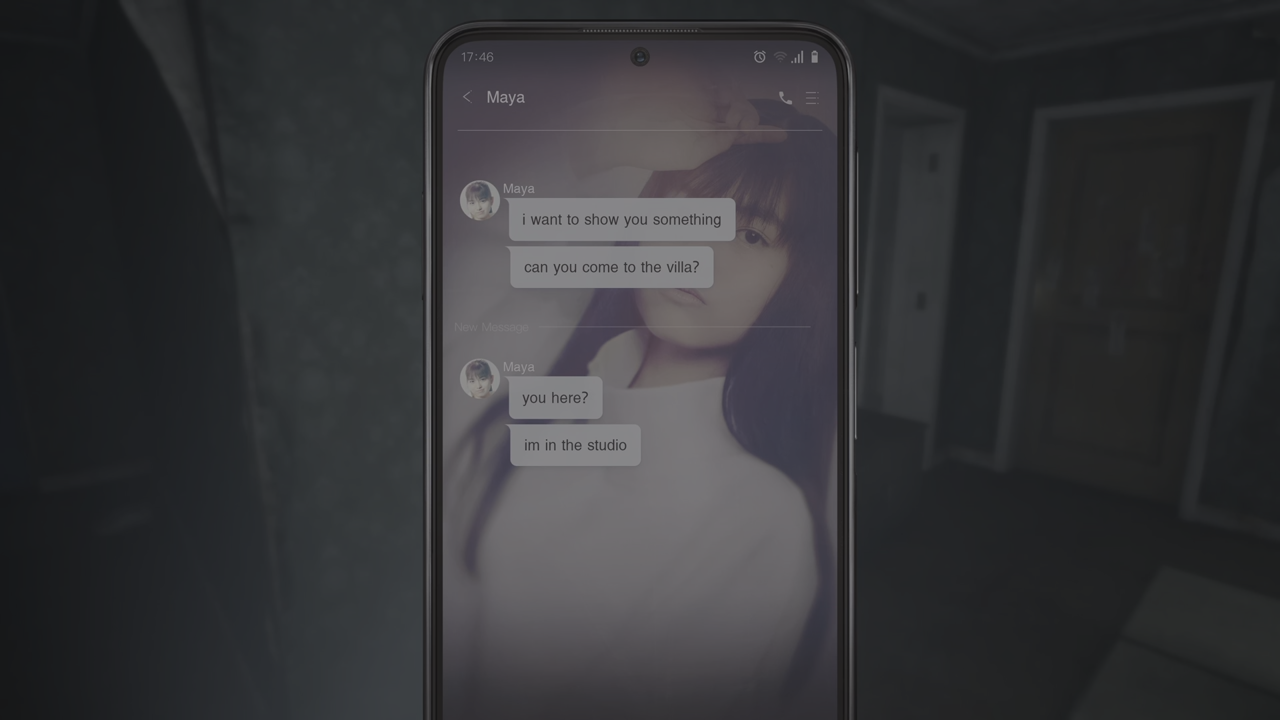 17:46
Maya
Maya
i want to show you something
can you come to the villa?
New Message
Maya
you here?
im in the studio